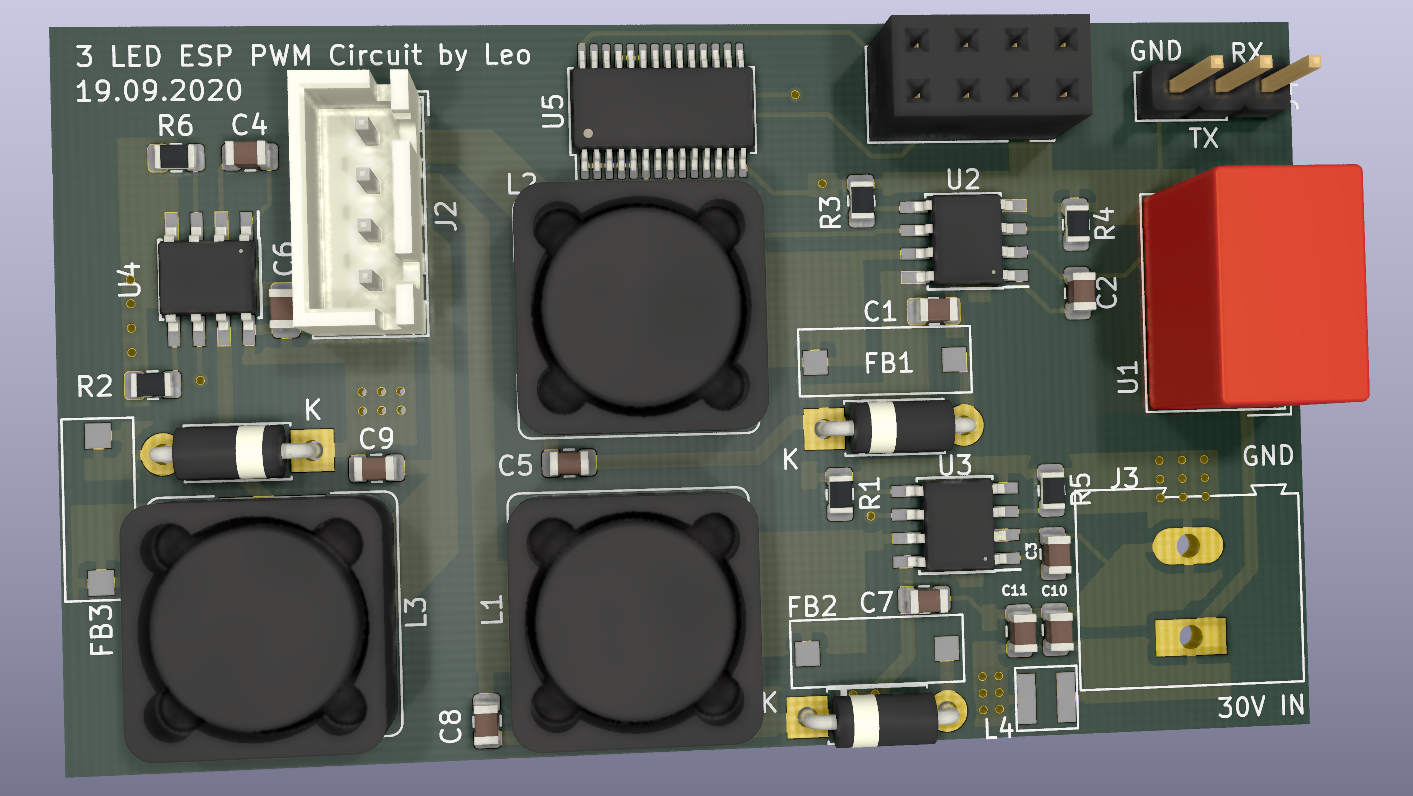 3 LED ESP PWM Circuit by Leo
19.09.2020
GND
RX
TX
R6
C4
U5
L2
J2
U2
R3
R4
U4
C6
C2
C1
FB1
U1
R2
K
C9
C5
K
U3
GND
R1
R5
J3
C3
C11
C10
FB3
L3
L1
FB2
C7
K
C8
L4
30V IN